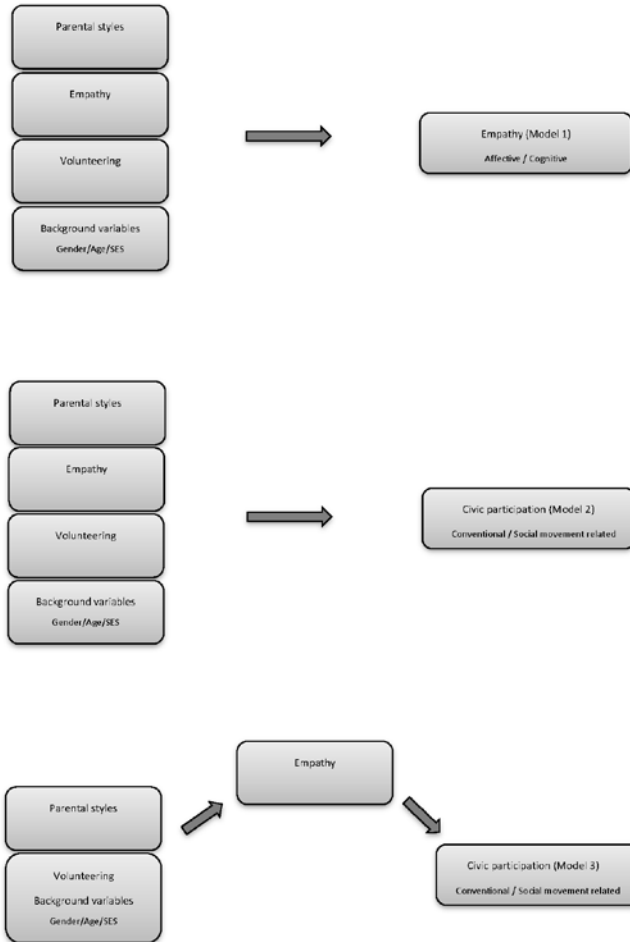 Parental styles
Empathy
Volunteering
Background variables
Gender/Age/SES
Empathy (Model 1)
Affective / Cognitive
Parental styles
Empathy
Volunteering
Background variables
Gender/Age/SES
Civic participation (Model 2)
Conventional / Social movement related
Empathy
Parental styles
Volunteering
Background variables
Gender/Age/SES
Civic participation (Model 3)
Conventional / Social movement related